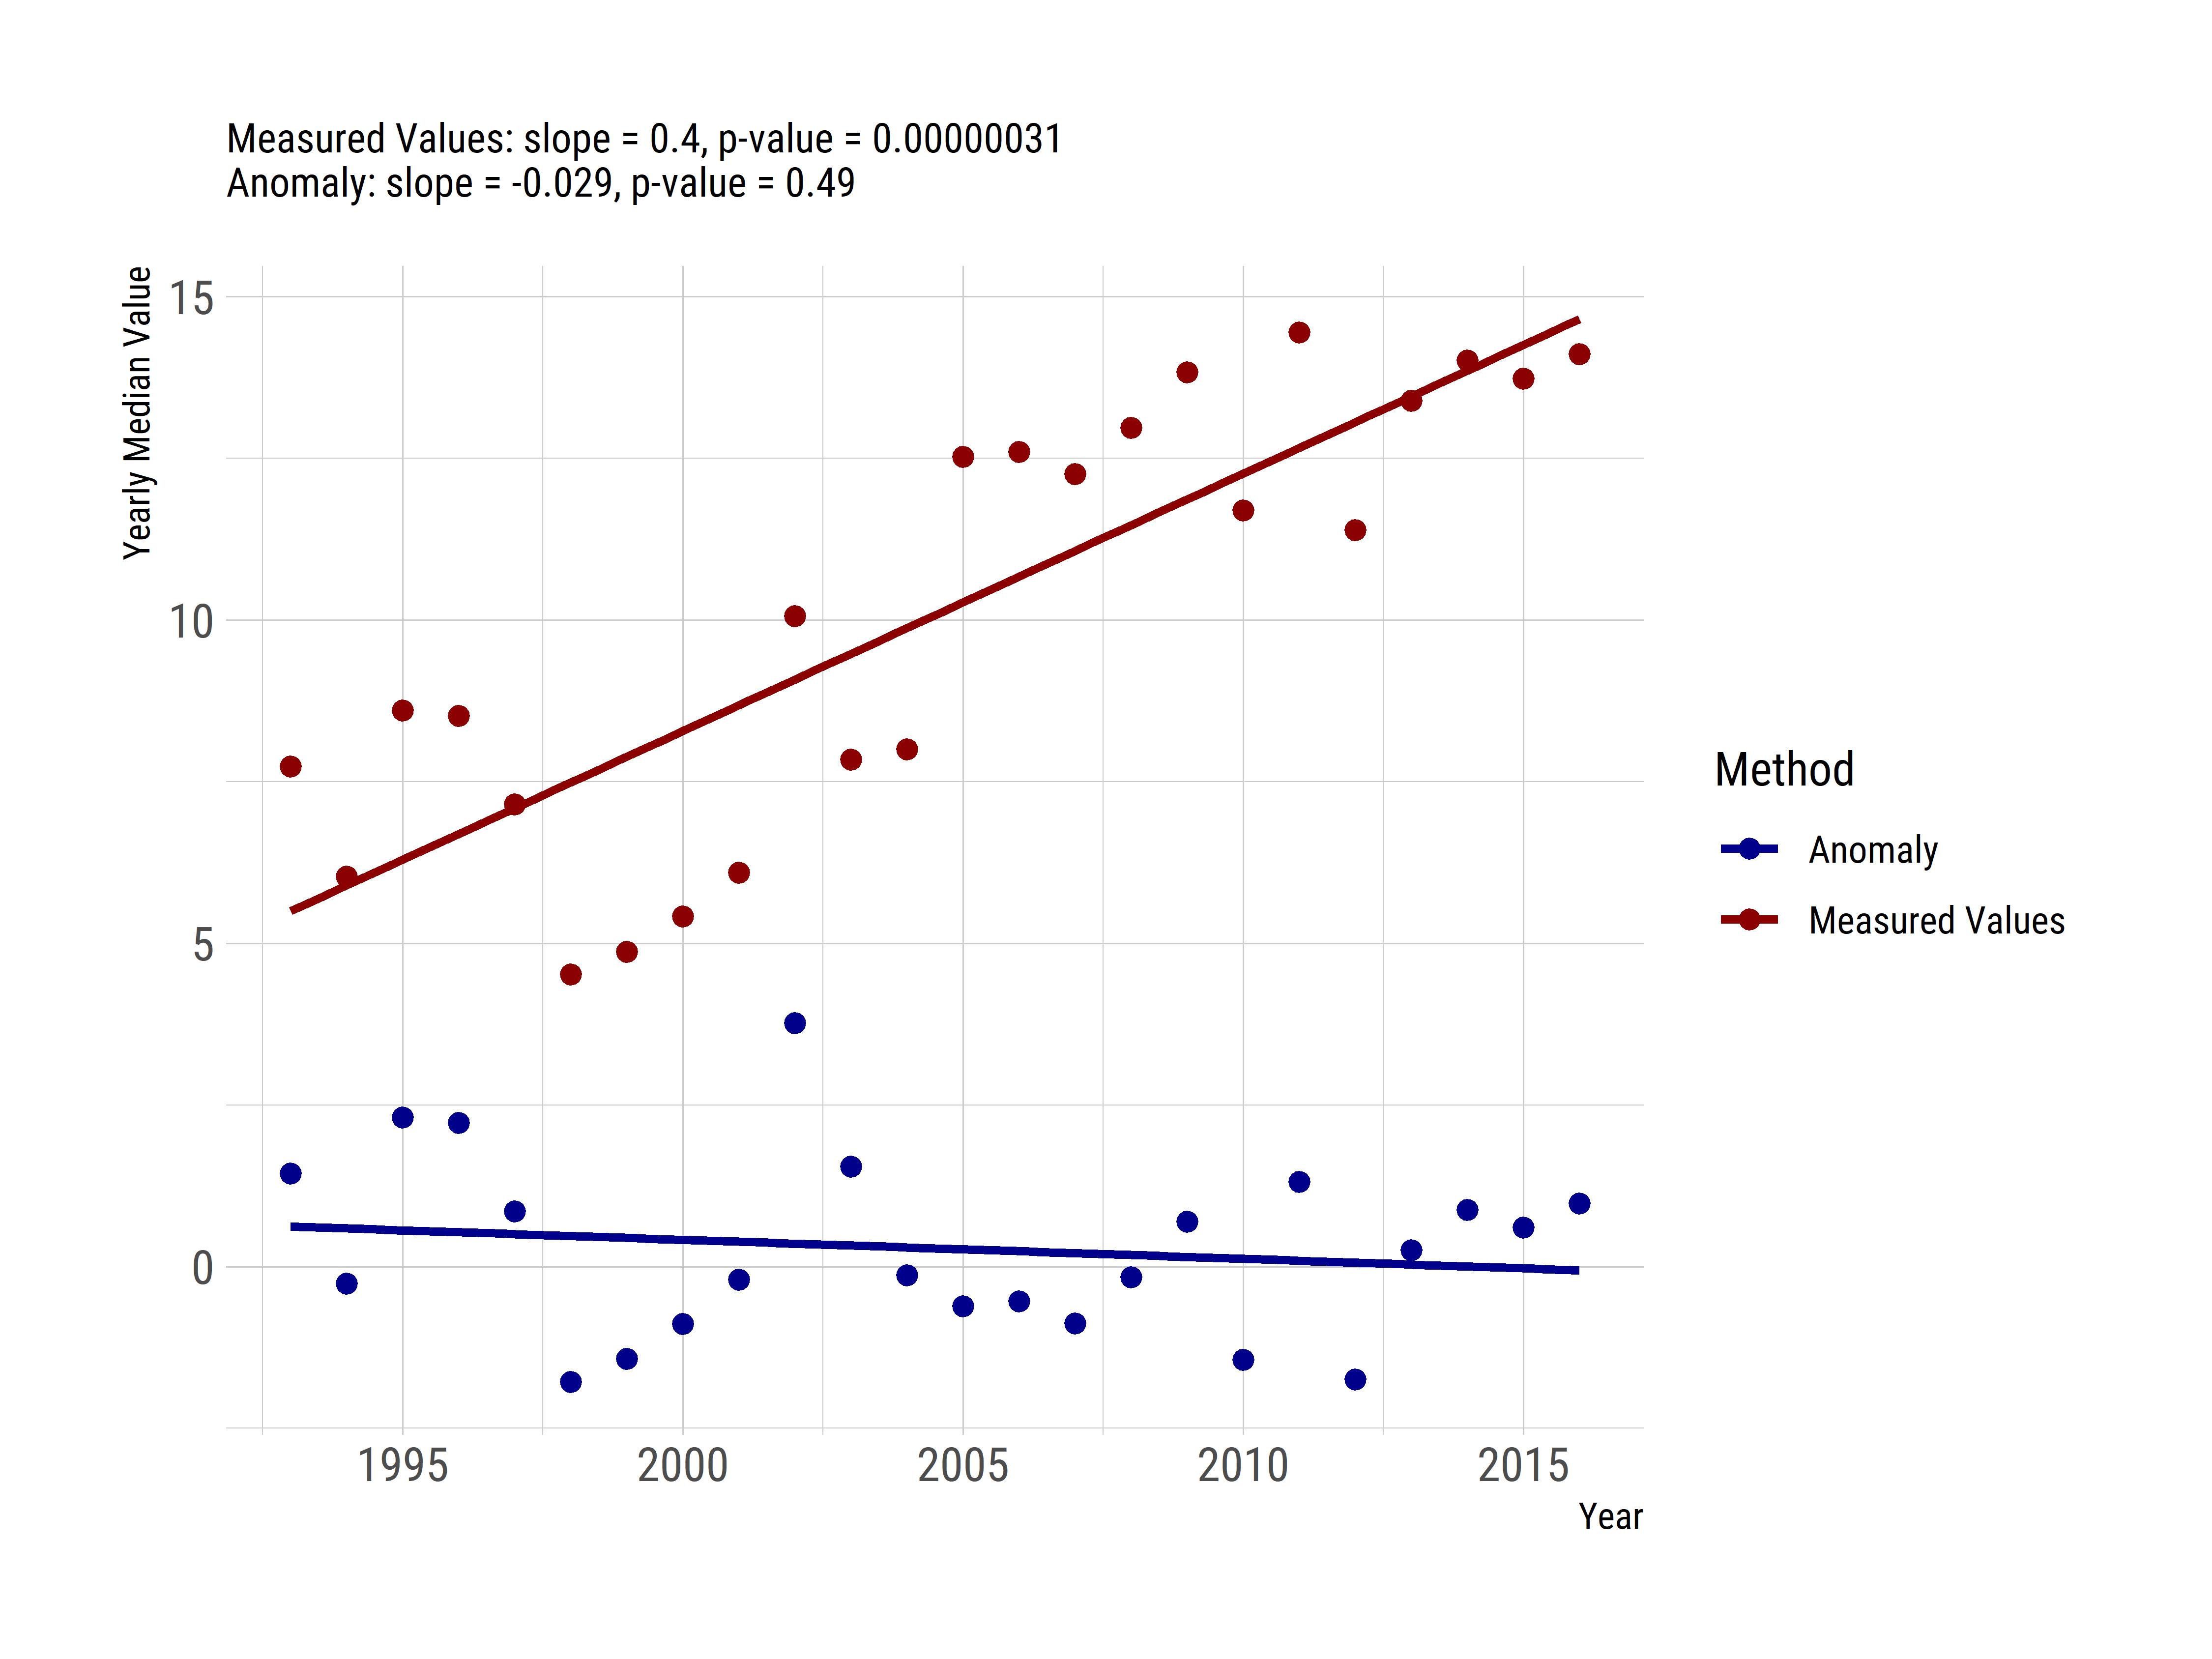 Measured Values: slope = 0.4, p-value = 0.00000031
Anomaly: slope = -0.029, p-value = 0.49
Yearly Median Value
15
10
5
0
1995
2000
2005
2010
2015
Year
Method
Anomaly
Measured Values